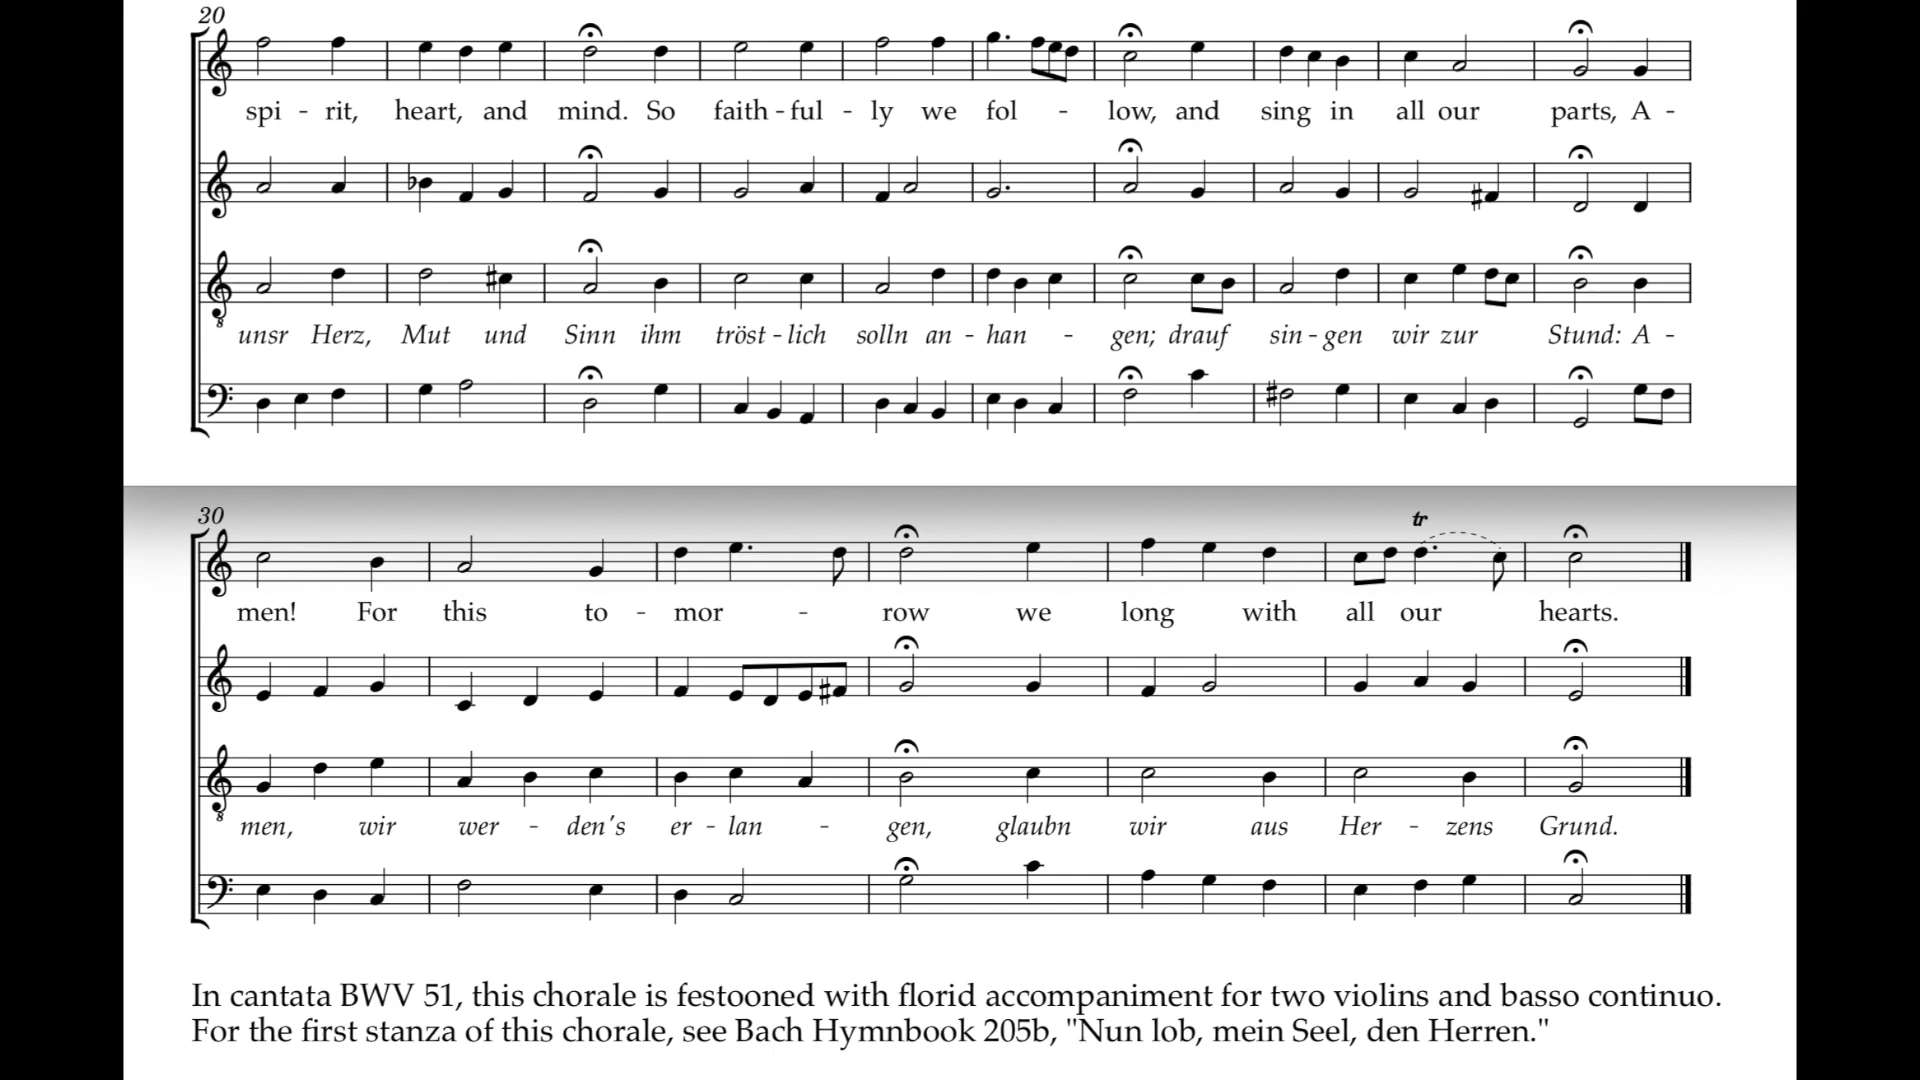 20
spi - rit, heart, and mind. So faith - ful - ly we fol - low, and sing in all our parts, A -
8
unsr Herz, Mut und Sinn ihm tröst - lich solln an - han - gen; drauf sin - gen wir zur Stund: A -
30
tr
men! For this to - mor - row we long with all our hearts.
8
men, wir wer - den's er - lan - gen, glaubn wir aus Her - zens Grund.
In cantata BWV 51, this chorale is festooned with florid accompaniment for two violins and basso continuo.
For the first stanza of this chorale, see Bach Hymnbook 205b, "Nun lob, mein Seel, den Herren."